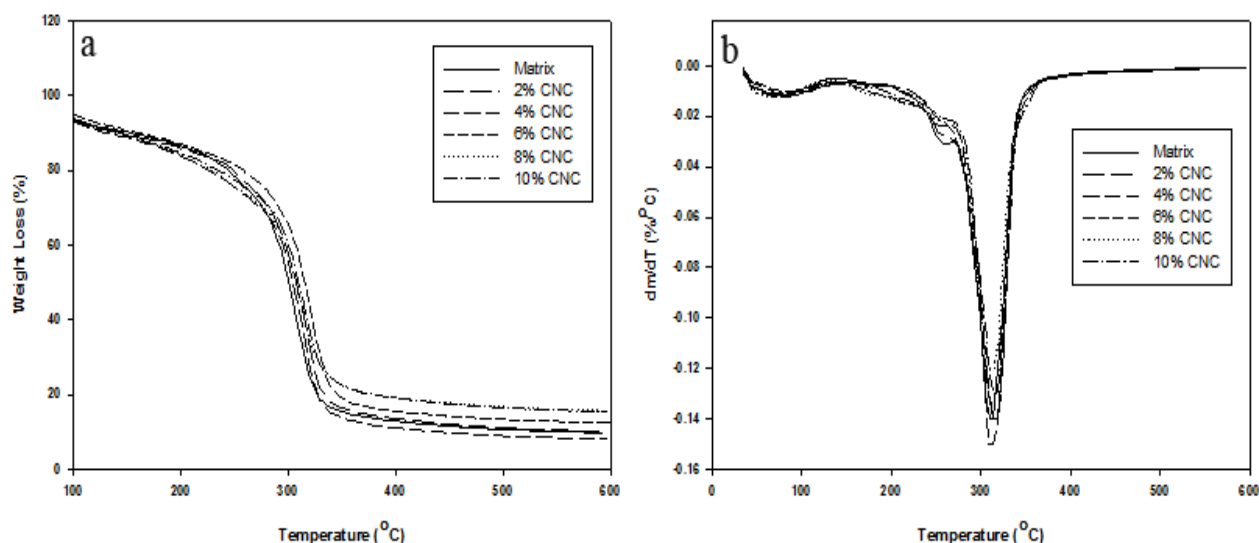 a
120
100
80
60
40
20
0
100 200 300 400 500 600
Weight Loss (%)
Temperature (°C)
Matrix
2% CNC
4% CNC
6% CNC
8% CNC
10% CNC
b
0.00
-0.02
-0.04
-0.06
-0.08
-0.10
-0.12
-0.14
-0.16
0 100 200 300 400 500 600
dm/dT (%/°C)
Temperature (°C)
Matrix
2% CNC
4% CNC
6% CNC
8% CNC
10% CNC